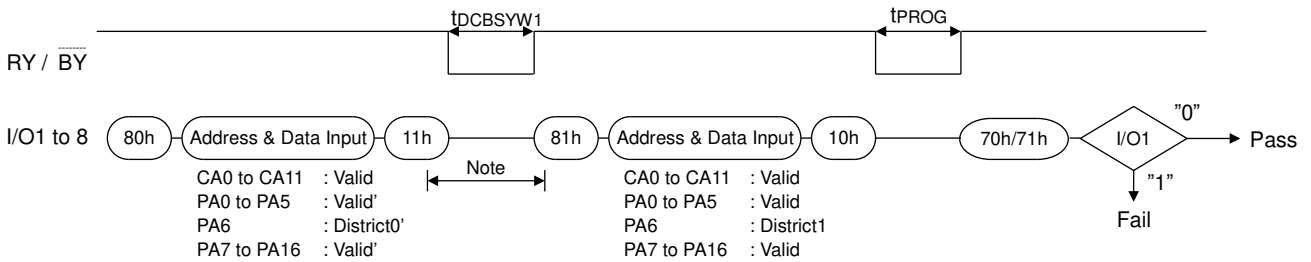 tDCBSYW1
tPROG
RY / BY
I/O1 to 8
80h
Address & Data Input
11h
81h
Address & Data Input
10h
70h/71h
I/O1
"0"
Pass
"1"
Fail
Note
CA0 to CA11 : Valid
PA0 to PA5 : Valid’
PA6 : District0’
PA7 to PA16 : Valid’
CA0 to CA11 : Valid
PA0 to PA5 : Valid
PA6 : District1
PA7 to PA16 : Valid